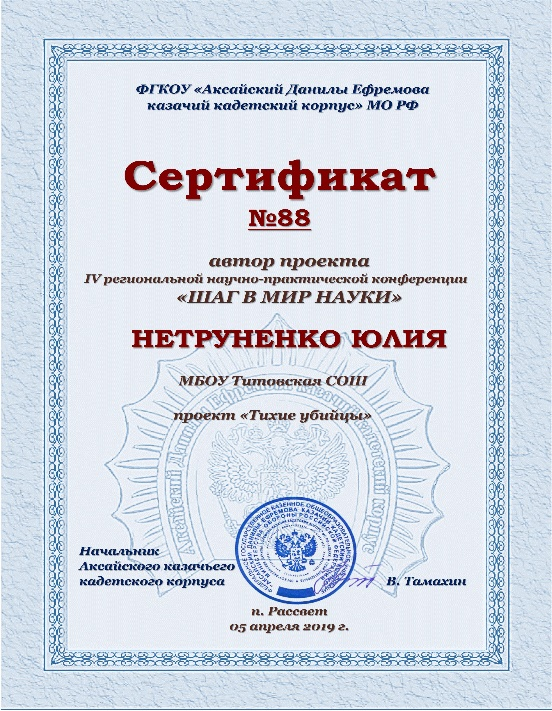 ФГКОУ «Аксайский Данилы Ефремова
казачий кадетский корпус» МО РФ
Сертификат
№88
автор проекта
IV региональной научно-практической конференции
«ШАГ В МИР НАУКИ»
НЕТРУНЕНКО ЮЛИЯ
МБОУ Титовская СОШ
проект «Тихие убийцы»
Начальник
Аксайского казачьего
кадетского корпуса
В. Тамахин
п. Рассвет
05 апреля 2019 г.